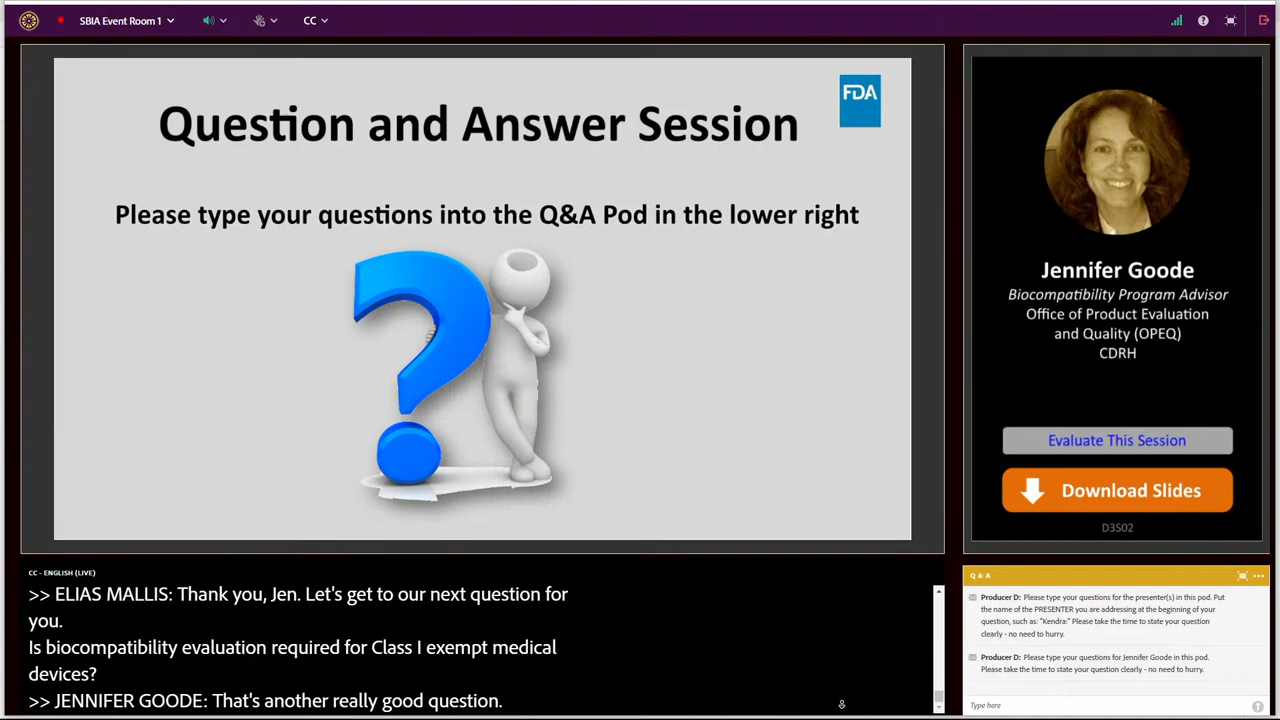 SBIA Event Room 1
CC
FDA
Question and Answer Session
Please type your questions into the Q&A Pod in the lower right
Jennifer Goode
Biocompatibility Program Advisor
Office of Product Evaluation
and Quality (OPEQ)
CDRH
Evaluate This Session
Download Slides
D3S02
CC - ENGLISH (LIVE)
>> ELIAS MALLIS: Thank you, Jen. Let's get to our next question for
you.
Is biocompatibility evaluation required for Class I exempt medical
devices?
>> JENNIFER GOODE: That's another really good question.
Q & A
Producer D: Please type your questions for the presenter(s) in this pod. Put
the name of the PRESENTER you are addressing at the beginning of your
question, such as: "Kendra:" Please take the time to state your question
clearly - no need to hurry.
Producer D: Please type your questions for Jennifer Goode in this pod.
Please take the time to state your question clearly - no need to hurry.
Type here